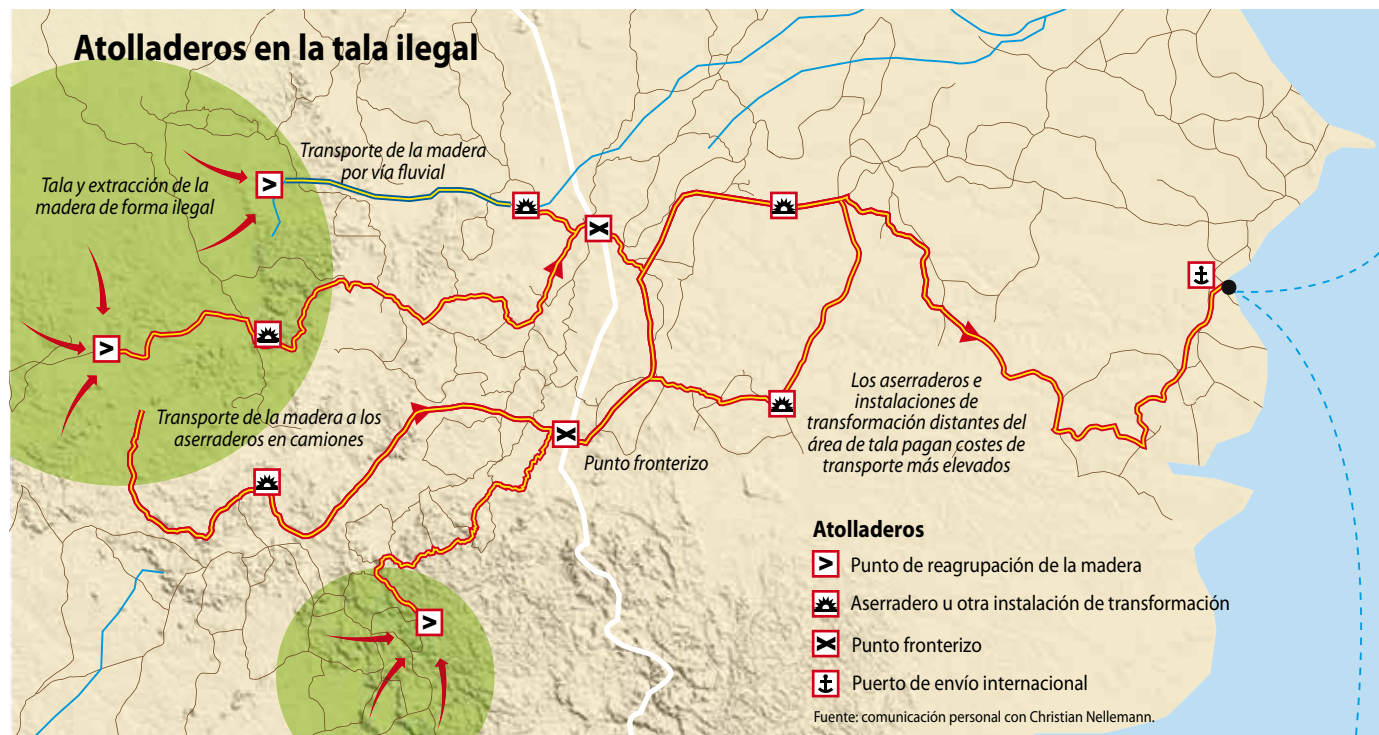 Atolladeros en la tala ilegal
Transporte de la madera
por vía fluvial
Tala y extracción de la
madera de forma ilegal
Transporte de la madera a los
aserraderos en camiones
Punto fronterizo
Los aserraderos e
instalaciones de
transformación distantes del
área de tala pagan costes de
transporte más elevados
Atolladeros
Punto de reagrupación de la madera
Aserradero u otra instalación de transformación
Punto fronterizo
Puerto de envío internacional
Fuente: comunicación personal con Christian Nellemann.